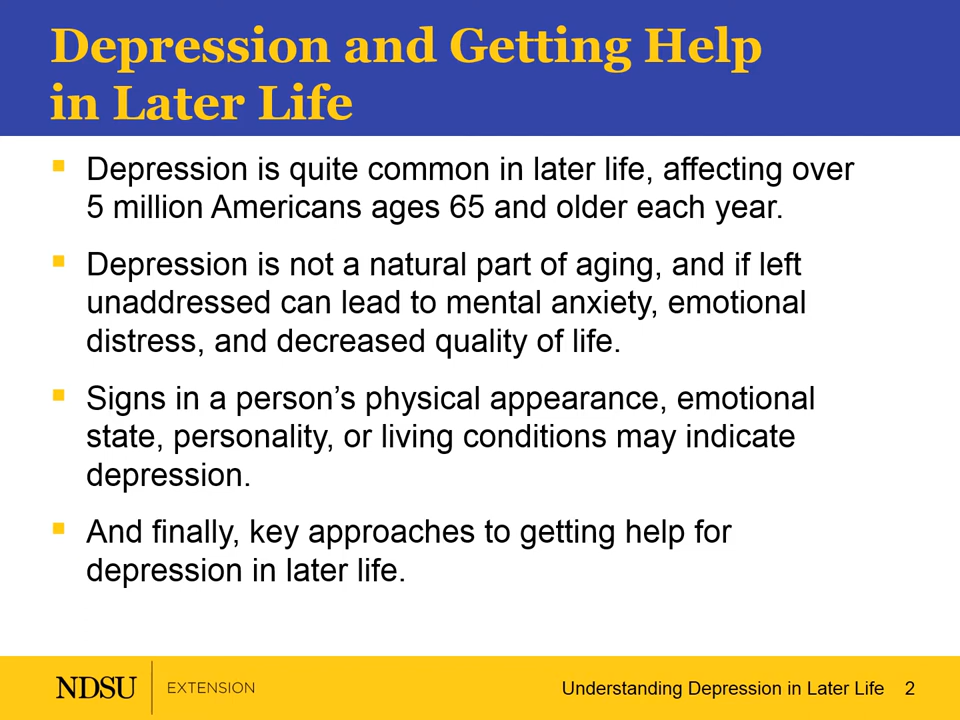 Depression and Getting Help
in Later Life
Depression is quite common in later life, affecting over
5 million Americans ages 65 and older each year.
Depression is not a natural part of aging, and if left
unaddressed can lead to mental anxiety, emotional
distress, and decreased quality of life.
Signs in a person’s physical appearance, emotional
state, personality, or living conditions may indicate
depression.
And finally, key approaches to getting help for
depression in later life.
NDSU EXTENSION
Understanding Depression in Later Life 2